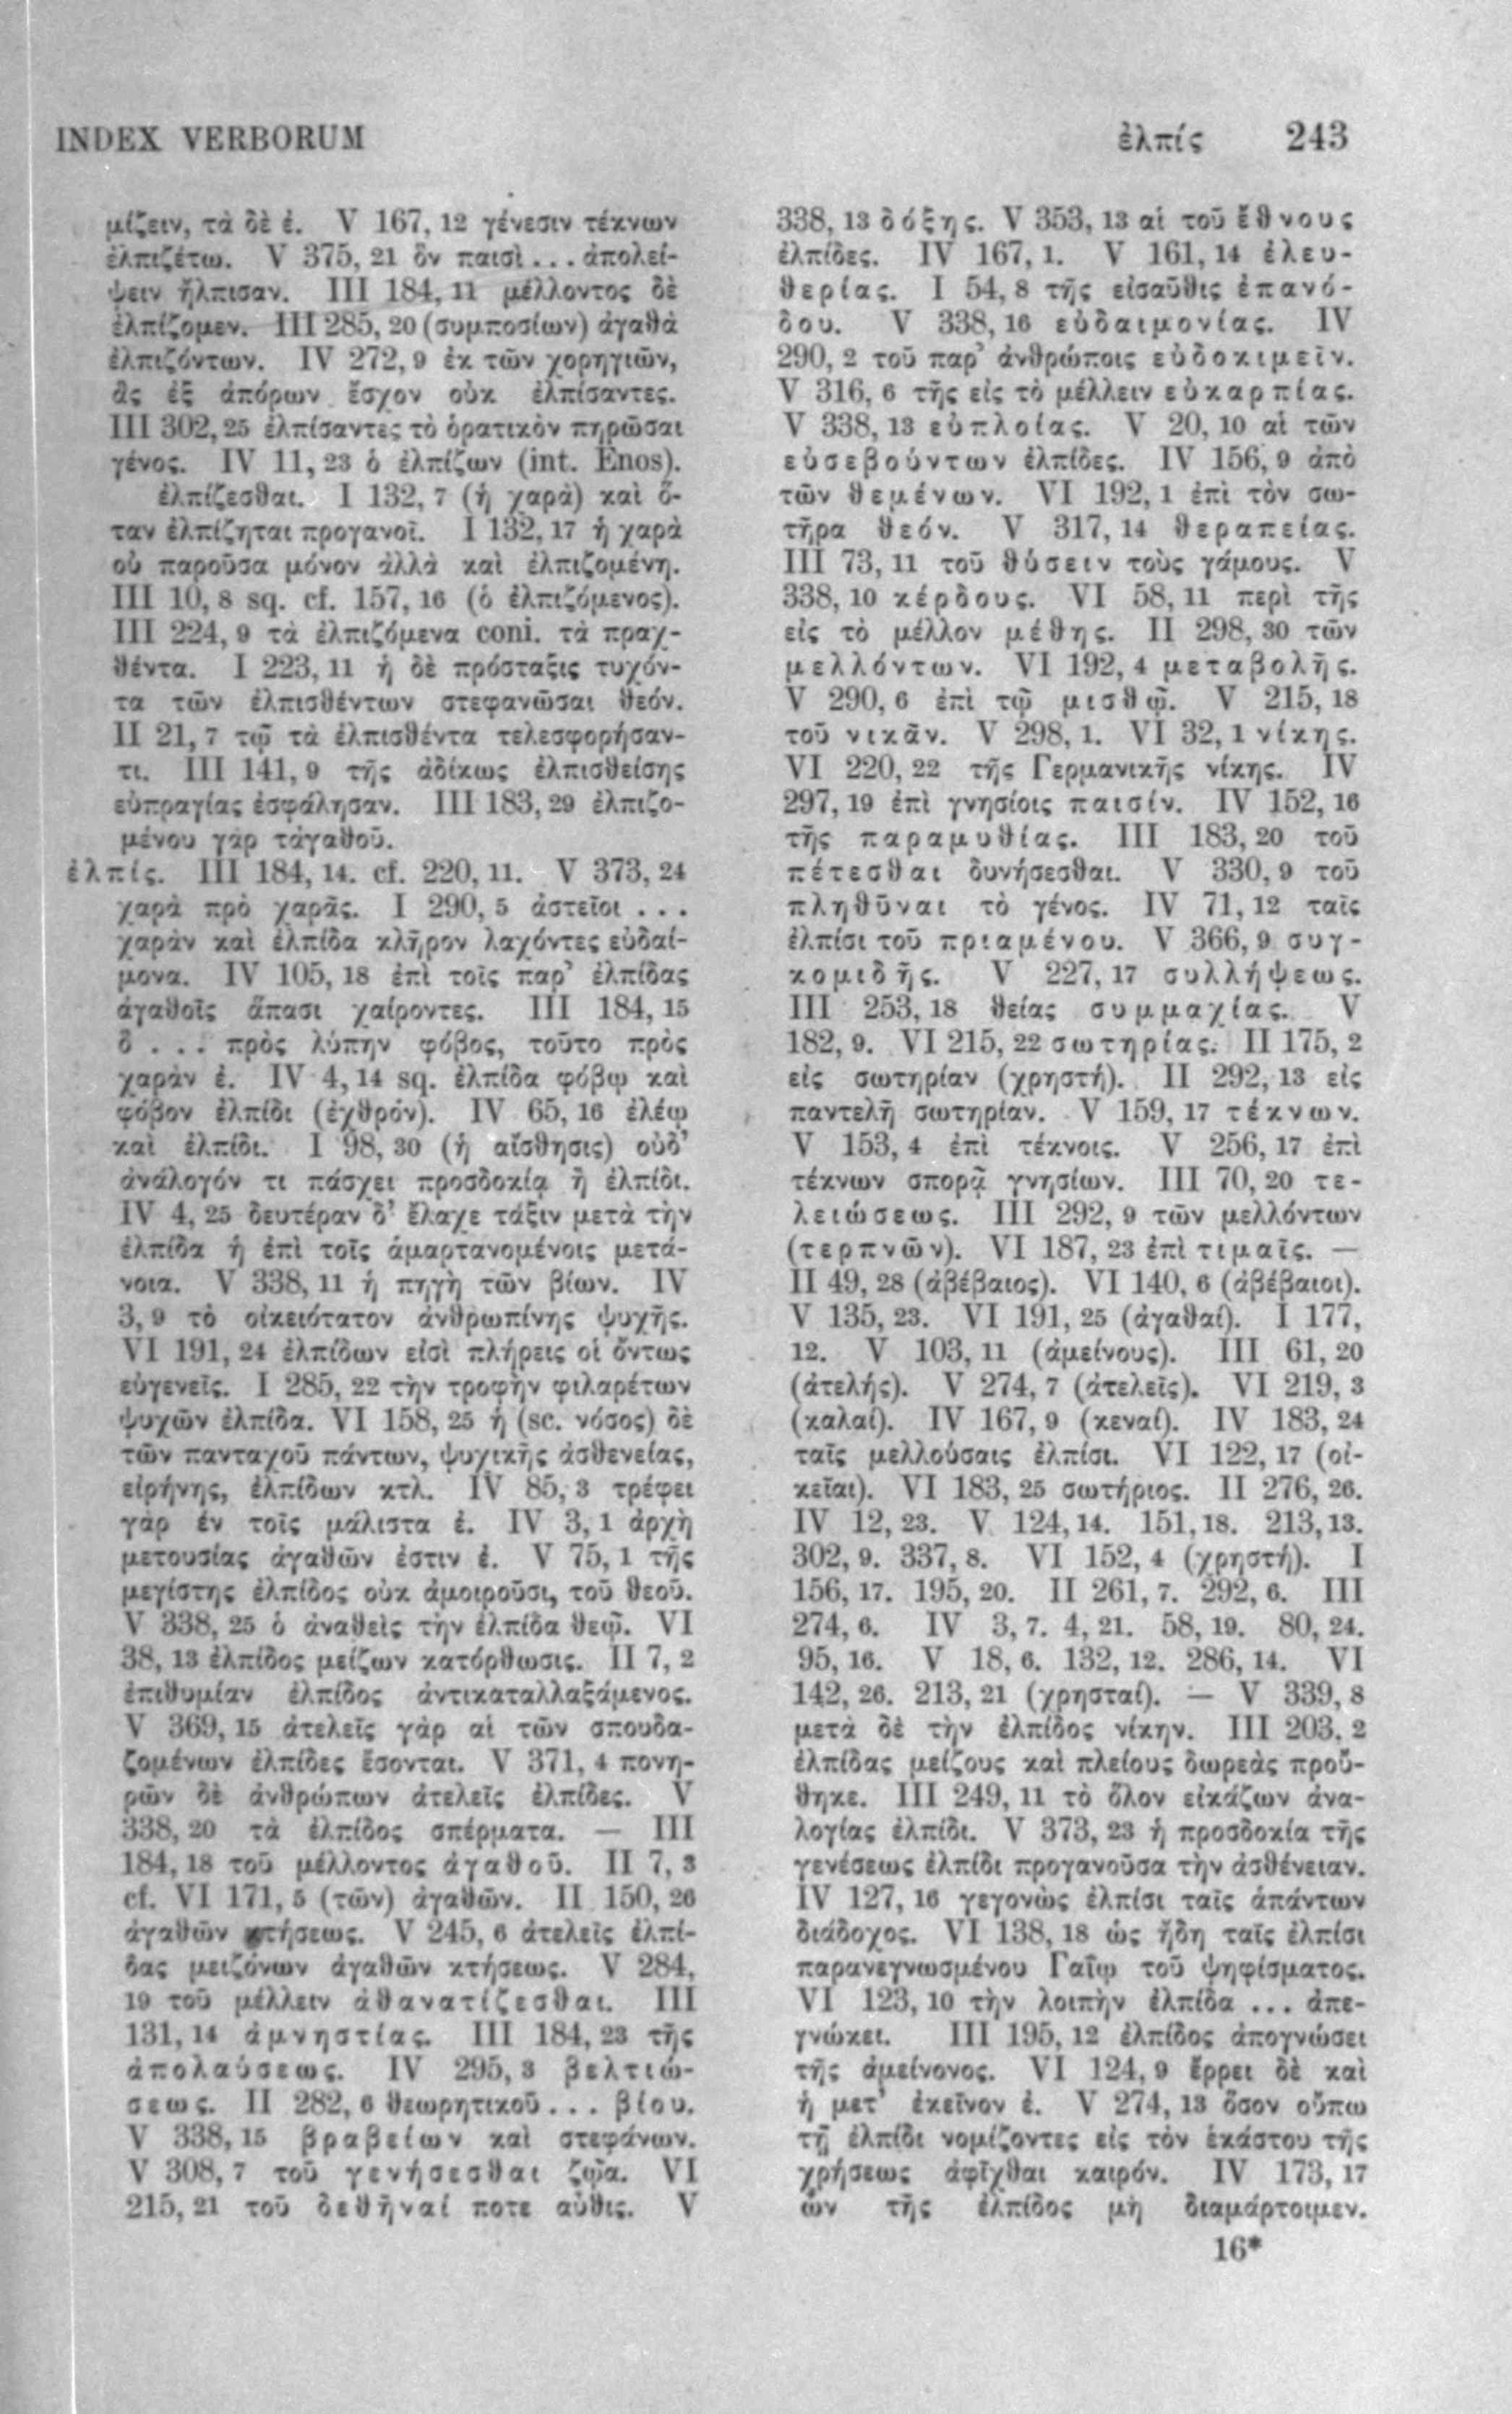 INDEX VERBORUM
ἐλπίς 243
μίζειν, τὰ δὲ ἐ. V 167, 12 γένεσιν τέκνων
ἐλπιζέτω. V 375, 21 ὃν παισὶ ... ἀπολεί-
ψειν ἤλπισαν. III 184, 11 μέλλοντος δὲ
ἐλπίζομεν. III 285, 20 (συμποσίων) ἀγαθὰ
ἐλπιζόντων. IV 272, 9 ἐκ τῶν χορηγιῶν,
ἃς ἐξ ἀπόρων ἔσχον οὐκ ἐλπίσαντες.
III 302, 25 ἐλπίσαντες τὸ ὁρατικὸν πηρῶσαι
γένος. IV 11, 23 ὁ ἐλπίζων (int. Enos).
ἐλπίζεσθαι. I 132, 7 (ἡ χαρὰ) καὶ ὅ-
ταν ἐλπίζηται προγανοῖ. I 132, 17 ἡ χαρὰ
οὐ παροῦσα μόνον ἀλλὰ καὶ ἐλπιζομένη.
III 10, 8 sq. cf. 157, 16 (ὁ ἐλπιζόμενος).
III 224, 9 τὰ ἐλπιζόμενα coni. τὰ πραχ-
θέντα. I 223, 11 ἡ δὲ πρόσταξις τυχόν-
τα τῶν ἐλπισθέντων στεφανῶσαι θεόν.
II 21, 7 τῷ τὰ ἐλπισθέντα τελεσφορήσαν-
τι. III 141, 9 τῆς ἀδίκως ἐλπισθείσης
εὐπραγίας ἐσφάλησαν. III 183, 29 ἐλπιζο-
μένου γὰρ τἀγαθοῦ.
ἐλπίς. III 184, 14. cf. 220, 11. V 373, 24
χαρὰ πρὸ χαρᾶς. I 290, 5 ἀστεῖοι ...
χαρὰν καὶ ἐλπίδα κλῆρον λαχόντες εὐδαί-
μονα. IV 105, 18 ἐπὶ τοῖς παρ’ ἐλπίδας
ἀγαθοῖς ἅπασι χαίροντες. III 184, 15
ὃ ... πρὸς λύπην φόβος, τοῦτο πρὸς
χαρὰν ἐ. IV 4, 14 sq. ἐλπίδα φόβῳ καὶ
φόβον ἐλπίδι (ἐχθρόν). IV 65, 16 ἐλέῳ
καὶ ἐλπίδι. I 98, 30 (ἡ αἴσθησις) οὐδ’
ἀνάλογόν τι πάσχει προσδοκίᾳ ἢ ἐλπίδι.
IV 4, 25 δευτέραν δ’ ἔλαχε τάξιν μετὰ τὴν
ἐλπίδα ἡ ἐπὶ τοῖς ἁμαρτανομένοις μετά-
νοια. V 338, 11 ἡ πηγὴ τῶν βίων. IV
3, 9 τὸ οἰκειότατον ἀνθρωπίνης ψυχῆς.
VI 191, 24 ἐλπίδων εἰσὶ πλήρεις οἱ ὄντως
εὐγενεῖς. I 285, 22 τὴν τροφὴν φιλαρέτων
ψυχῶν ἐλπίδα. VI 158, 25 ἡ (sc. νόσος) δὲ
τῶν πανταχοῦ πάντων, ψυχικῆς ἀσθενείας,
εἰρήνης, ἐλπίδων κτλ. IV 85, 3 τρέφει
γὰρ ἐν τοῖς μάλιστα ἐ. IV 3, 1 ἀρχὴ
μετουσίας ἀγαθῶν ἐστιν ἐ. V 75, 1 τῆς
μεγίστης ἐλπίδος οὐκ ἀμοιροῦσι, τοῦ θεοῦ.
V 338, 25 ὁ ἀναθεὶς τὴν ἐλπίδα θεῷ. VI
38, 13 ἐλπίδος μείζων κατόρθωσις. II 7, 2
ἐπιθυμίαν ἐλπίδος ἀντικαταλλαξάμενος.
V 369, 15 ἀτελεῖς γὰρ αἱ τῶν σπουδα-
ζομένων ἐλπίδες ἔσονται. V 371, 4 πονη-
ρῶν δὲ ἀνθρώπων ἀτελεῖς ἐλπίδες. V
338, 20 τὰ ἐλπίδος σπέρματα. — III
184, 18 τοῦ μέλλοντος ἀγαθοῦ. II 7, 3
cf. VI 171, 5 (τῶν) ἀγαθῶν. II 150, 26
ἀγαθῶν κτήσεως. V 245, 6 ἀτελεῖς ἐλπί-
δας μειζόνων ἀγαθῶν κτήσεως. V 284,
19 τοῦ μέλλειν ἀθανατίζεσθαι. III
131, 14 ἀμνηστίας. III 184, 23 τῆς
ἀπολαύσεως. IV 295, 3 βελτιώ-
σεως. II 282, 6 θεωρητικοῦ ... βίου.
V 338, 15 βραβείων καὶ στεφάνων.
V 308, 7 τοῦ γενήσεσθαι ζῷα. VI
215, 21 τοῦ δεθῆναί ποτε αὖθις. V
338, 13 δόξης. V 353, 13 αἱ τοῦ ἔθνους
ἐλπίδες. IV 167, 1. V 161, 14 ἐλευ-
θερίας. I 54, 8 τῆς εἰσαῦθις ἐπανό-
δου. V 338, 16 εὐδαιμονίας. IV
290, 2 τοῦ παρ’ ἀνθρώποις εὐδοκιμεῖν.
V 316, 6 τῆς εἰς τὸ μέλλειν εὐκαρπίας.
V 338, 13 εὐπλοίας. V 20, 10 αἱ τῶν
εὐσεβούντων ἐλπίδες. IV 156, 9 ἀπὸ
τῶν θεμένων. VI 192, 1 ἐπὶ τὸν σω-
τῆρα θεόν. V 317, 14 θεραπείας.
III 73, 11 τοῦ θύσειν τοὺς γάμους. V
338, 10 κέρδους. VI 58, 11 περὶ τῆς
εἰς τὸ μέλλον μέθης. II 298, 30 τῶν
μελλόντων. VI 192, 4 μεταβολῆς.
V 290, 6 ἐπὶ τῷ μισθῷ. V 215, 18
τοῦ νικᾶν. V 298, 1. VI 32, 1 νίκης.
VI 220, 22 τῆς Γερμανικῆς νίκης. IV
297, 19 ἐπὶ γνησίοις παισίν. IV 152, 16
τῆς παραμυθίας. III 183, 20 τοῦ
πέτεσθαι δυνήσεσθαι. V 330, 9 τοῦ
πληθῦναι τὸ γένος. IV 71, 12 ταῖς
ἐλπίσι τοῦ πριαμένου. V 366, 9 συγ-
κομιδῆς. V 227, 17 συλλήψεως.
III 253, 18 θείας συμμαχίας. V
182, 9. VI 215, 22 σωτηρίας. II 175, 2
εἰς σωτηρίαν (χρηστή). II 292, 13 εἰς
παντελῆ σωτηρίαν. V 159, 17 τέκνων.
V 153, 4 ἐπὶ τέκνοις. V 256, 17 ἐπὶ
τέκνων σπορᾷ γνησίων. III 70, 20 τε-
λειώσεως. III 292, 9 τῶν μελλόντων
(τερπνῶν). VI 187, 23 ἐπὶ τιμαῖς. —
II 49, 28 (ἀβέβαιος). VI 140, 6 (ἀβέβαιοι).
V 135, 23. VI 191, 25 (ἀγαθαί). I 177,
12. V 103, 11 (ἀμείνους). III 61, 20
(ἀτελής). V 274, 7 (ἀτελεῖς). VI 219, 3
(καλαί). IV 167, 9 (κεναί). IV 183, 24
ταῖς μελλούσαις ἐλπίσι. VI 122, 17 (οἰ-
κεῖαι). VI 183, 25 σωτήριος. II 276, 26.
IV 12, 23. V 124, 14. 151, 18. 213, 13.
302, 9. 337, 8. VI 152, 4 (χρηστή). I
156, 17. 195, 20. II 261, 7. 292, 6. III
274, 6. IV 3, 7. 4, 21. 58, 19. 80, 24.
95, 16. V 18, 6. 132, 12. 286, 14. VI
142, 26. 213, 21 (χρησταί). — V 339, 8
μετὰ δὲ τὴν ἐλπίδος νίκην. III 203, 2
ἐλπίδας μείζους καὶ πλείους δωρεὰς προὔ-
θηκε. III 249, 11 τὸ ὅλον εἰκάζων ἀνα-
λογίας ἐλπίδι. V 373, 23 ἡ προσδοκία τῆς
γενέσεως ἐλπίδι προγανοῦσα τὴν ἀσθένειαν.
IV 127, 16 γεγονὼς ἐλπίσι ταῖς ἁπάντων
διάδοχος. VI 138, 18 ὡς ἤδη ταῖς ἐλπίσι
παρανεγνωσμένου Γαΐῳ τοῦ ψηφίσματος.
VI 123, 10 τὴν λοιπὴν ἐλπίδα ... ἀπε-
γνώκει. III 195, 12 ἐλπίδος ἀπογνώσει
τῆς ἀμείνονος. VI 124, 9 ἔρρει δὲ καὶ
ἡ μετ’ ἐκεῖνον ἐ. V 274, 13 ὅσον οὔπω
τῇ ἐλπίδι νομίζοντες εἰς τὸν ἑκάστου τῆς
χρήσεως ἀφῖχθαι καιρόν. IV 173, 17
ὧν τῆς ἐλπίδος μὴ διαμάρτοιμεν.
16*